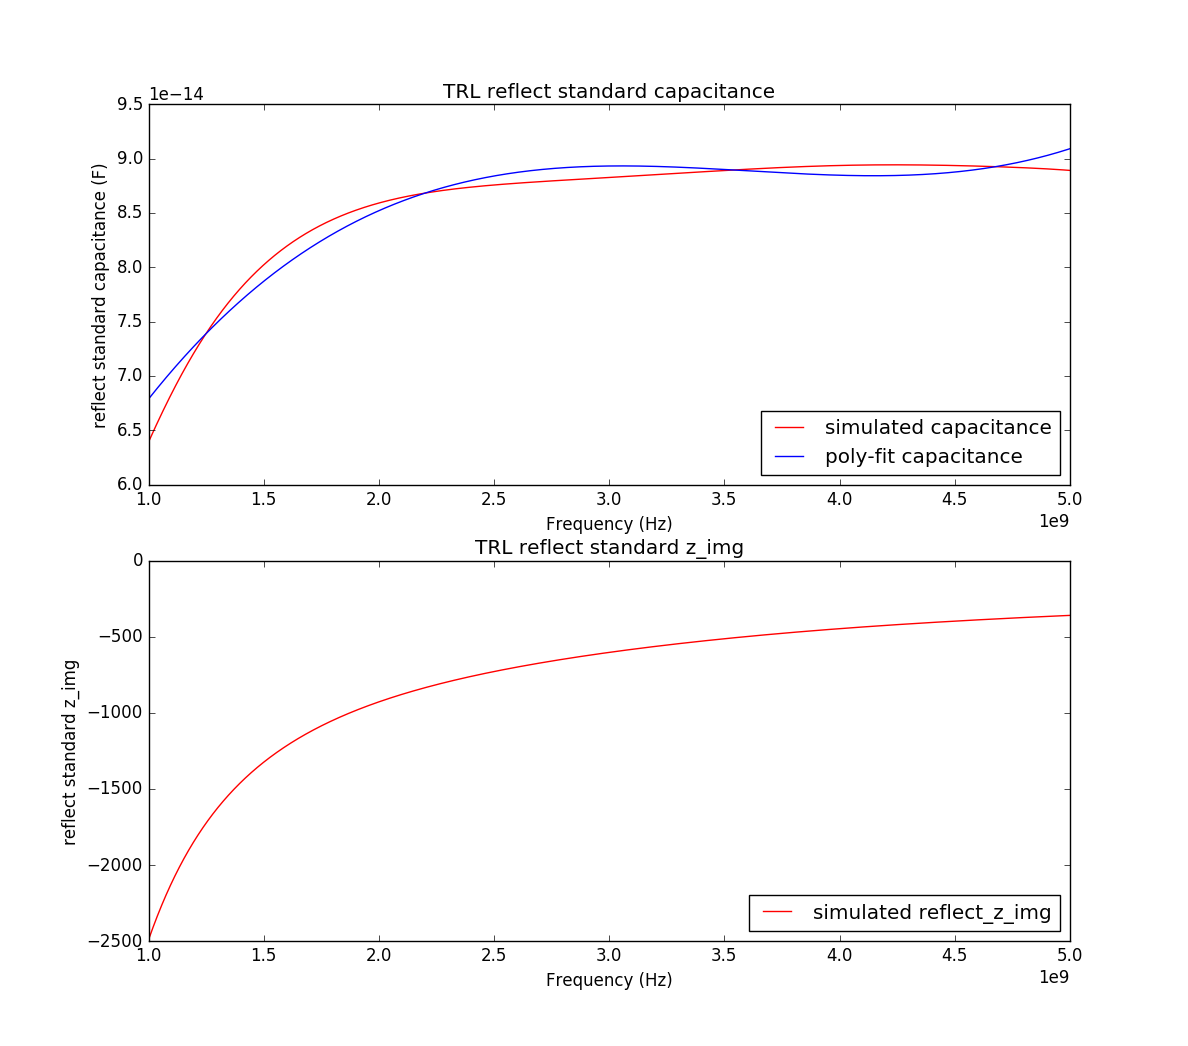 TRL reflect standard capacitance
1e−14
9.5
9.0
8.5
8.0
7.5
7.0
6.5
6.0
reflect standard capacitance (F)
simulated capacitance
poly-fit capacitance
1.0 1.5 2.0 2.5 3.0 3.5 4.0 4.5 5.0
1e9
Frequency (Hz)
TRL reflect standard z_img
0
−500
−1000
−1500
−2000
−2500
reflect standard z_img
simulated reflect_z_img
1.0 1.5 2.0 2.5 3.0 3.5 4.0 4.5 5.0
1e9
Frequency (Hz)